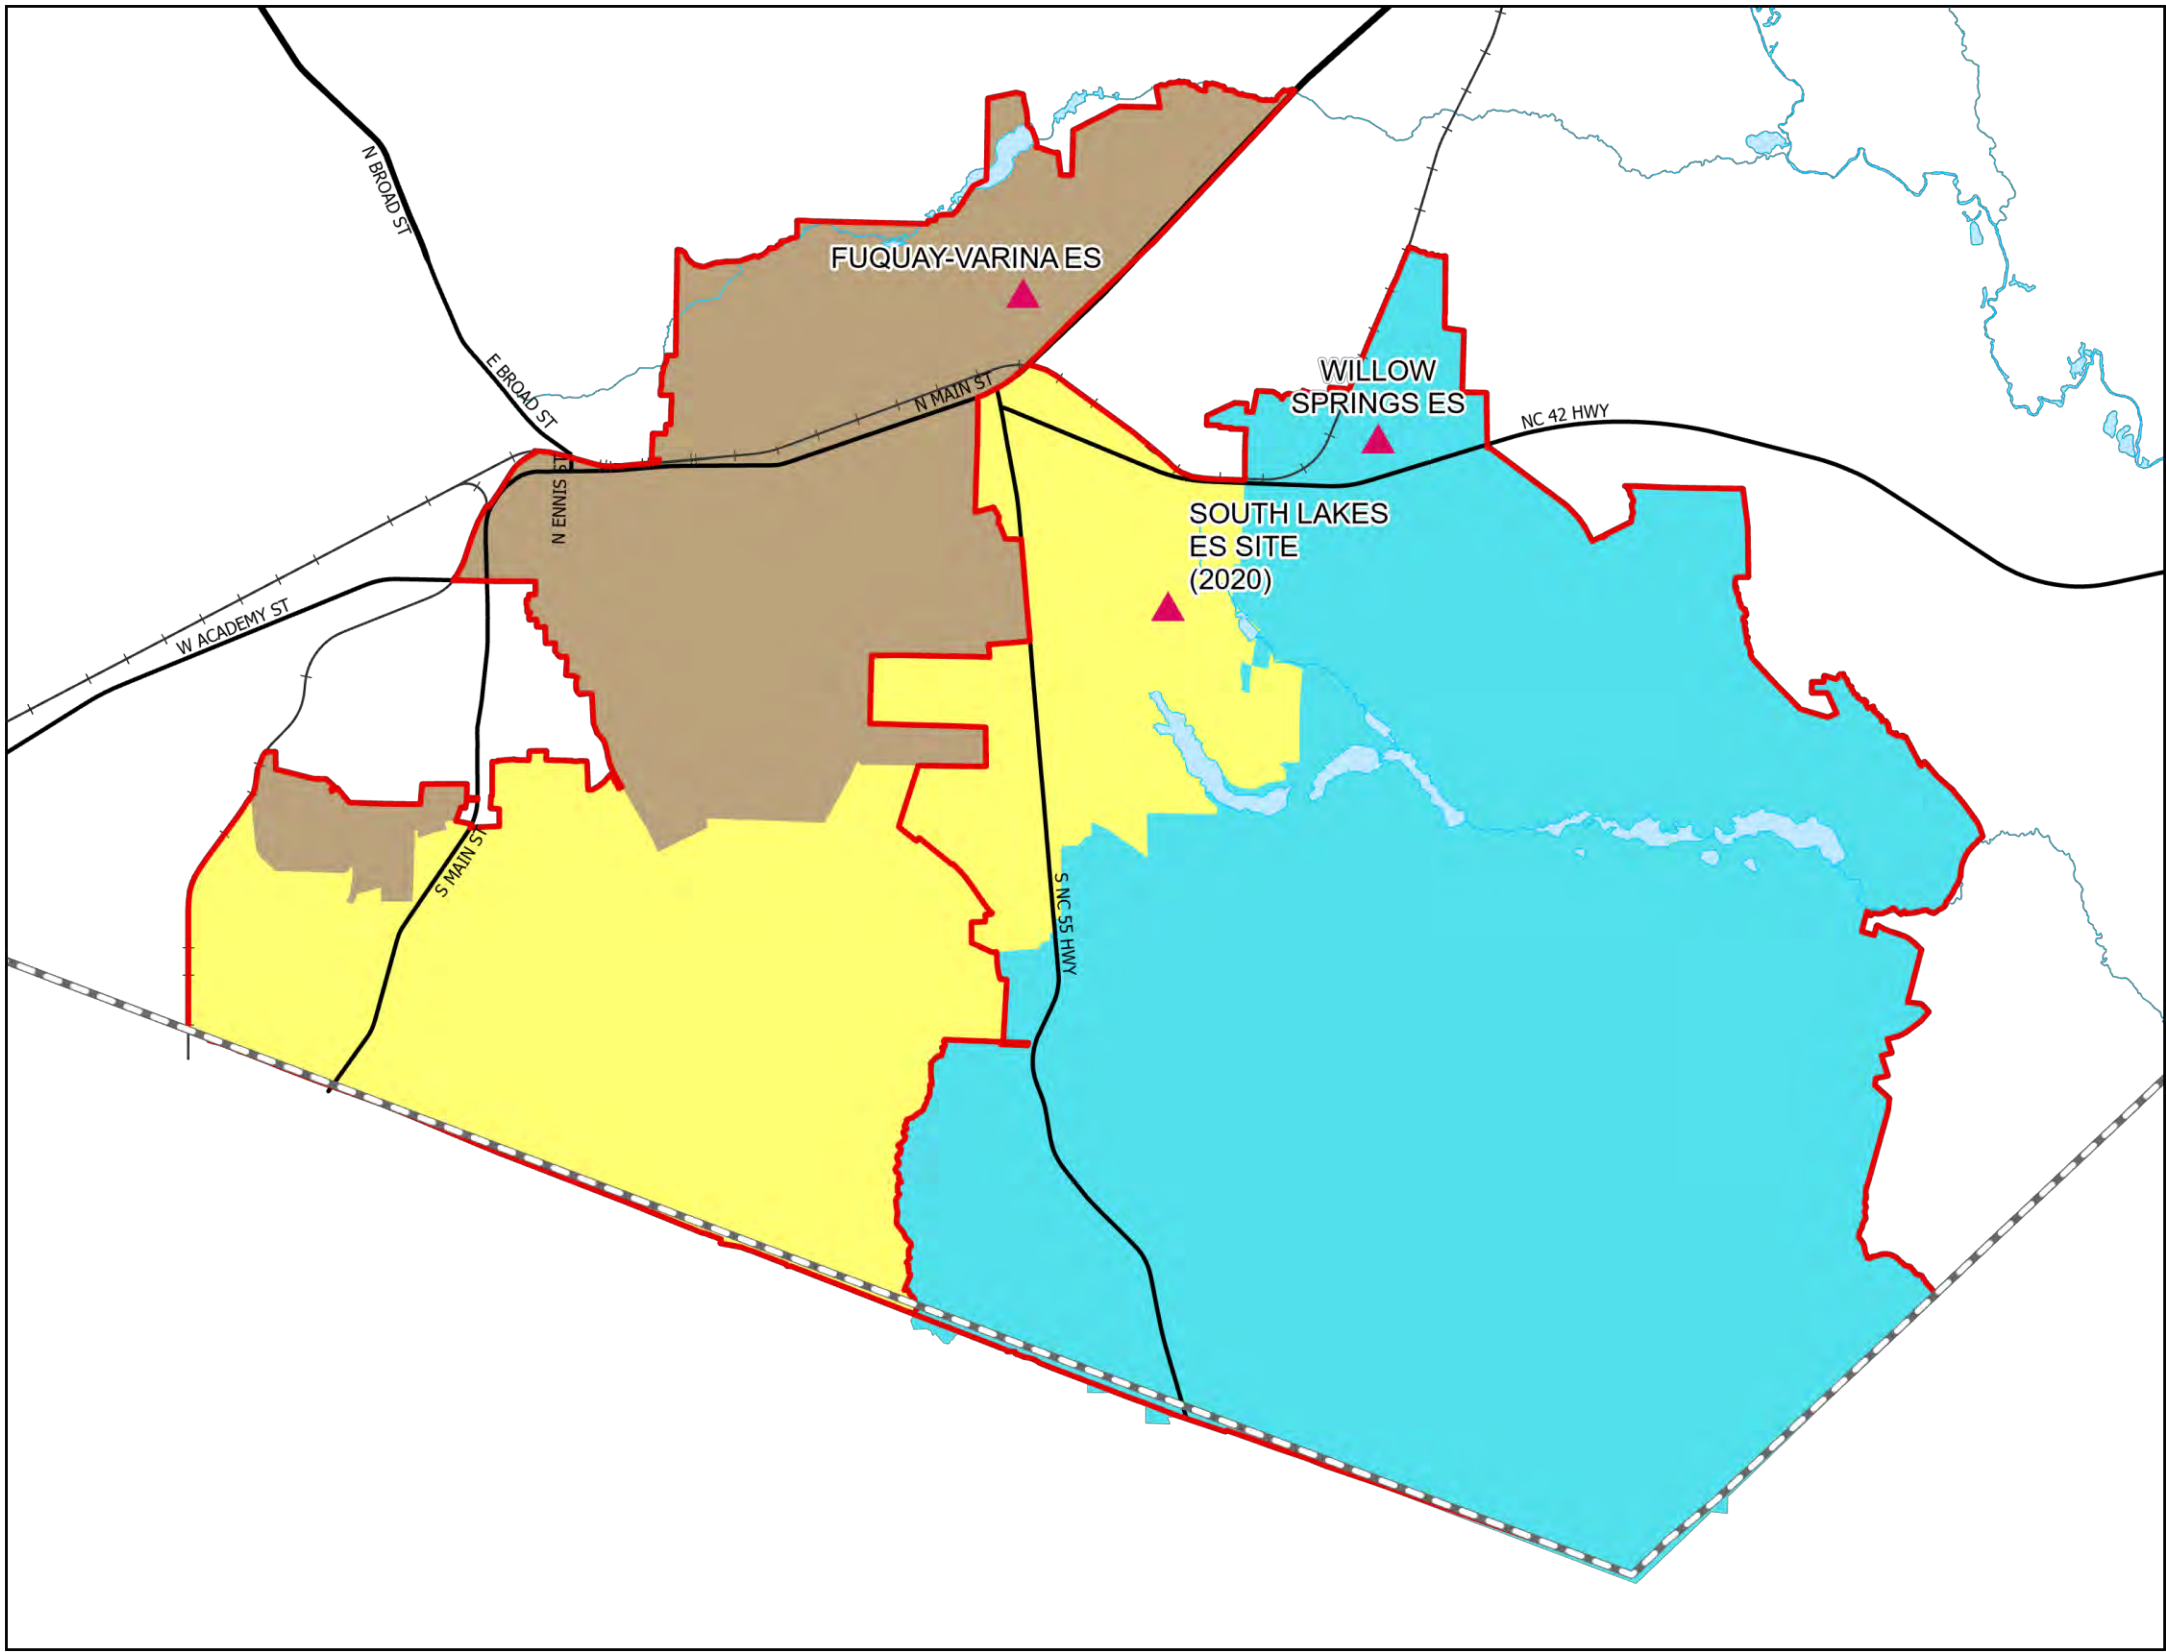 N BROAD ST
FUQUAY-VARINA ES
E BROAD ST
N MAIN ST
WILLOW
SPRINGS ES
NC 42 HWY
N ENNIS ST
SOUTH LAKES
ES SITE
(2020)
W ACADEMY ST
S MAIN ST
S NC 55 HWY